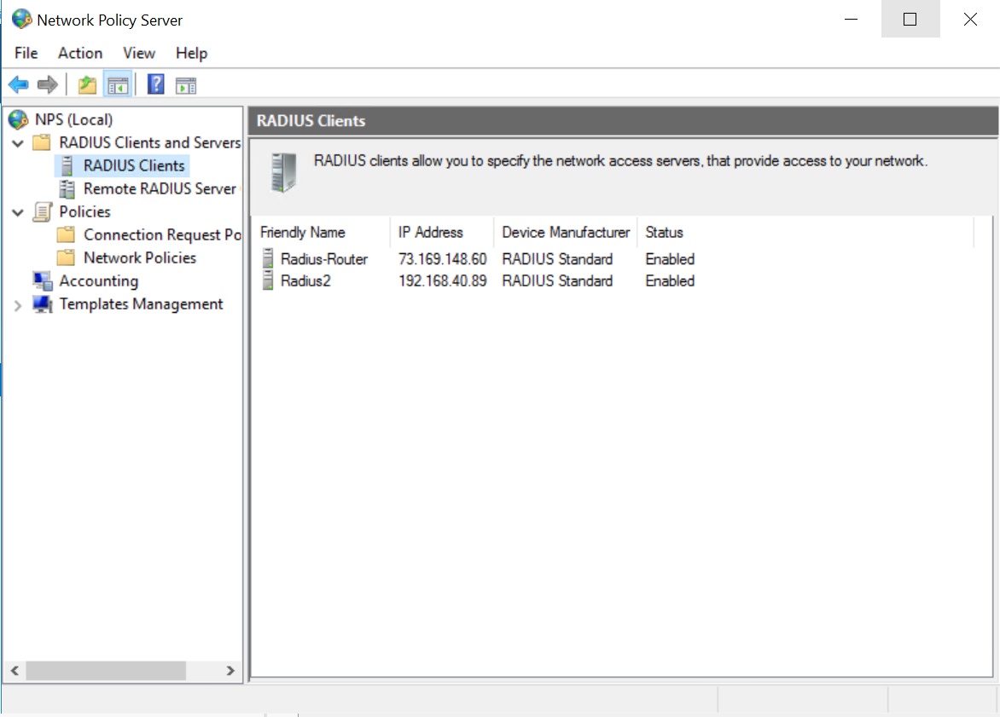 Network Policy Server
File Action View Help
NPS (Local)
RADIUS Clients and Servers
RADIUS Clients
Remote RADIUS Server
Policies
Connection Request Po
Network Policies
Accounting
Templates Management
RADIUS Clients
RADIUS clients allow you to specify the network access servers, that provide access to your network.
Friendly Name IP Address Device Manufacturer Status
Radius-Router 73.169.148.60 RADIUS Standard Enabled
Radius2 192.168.40.89 RADIUS Standard Enabled